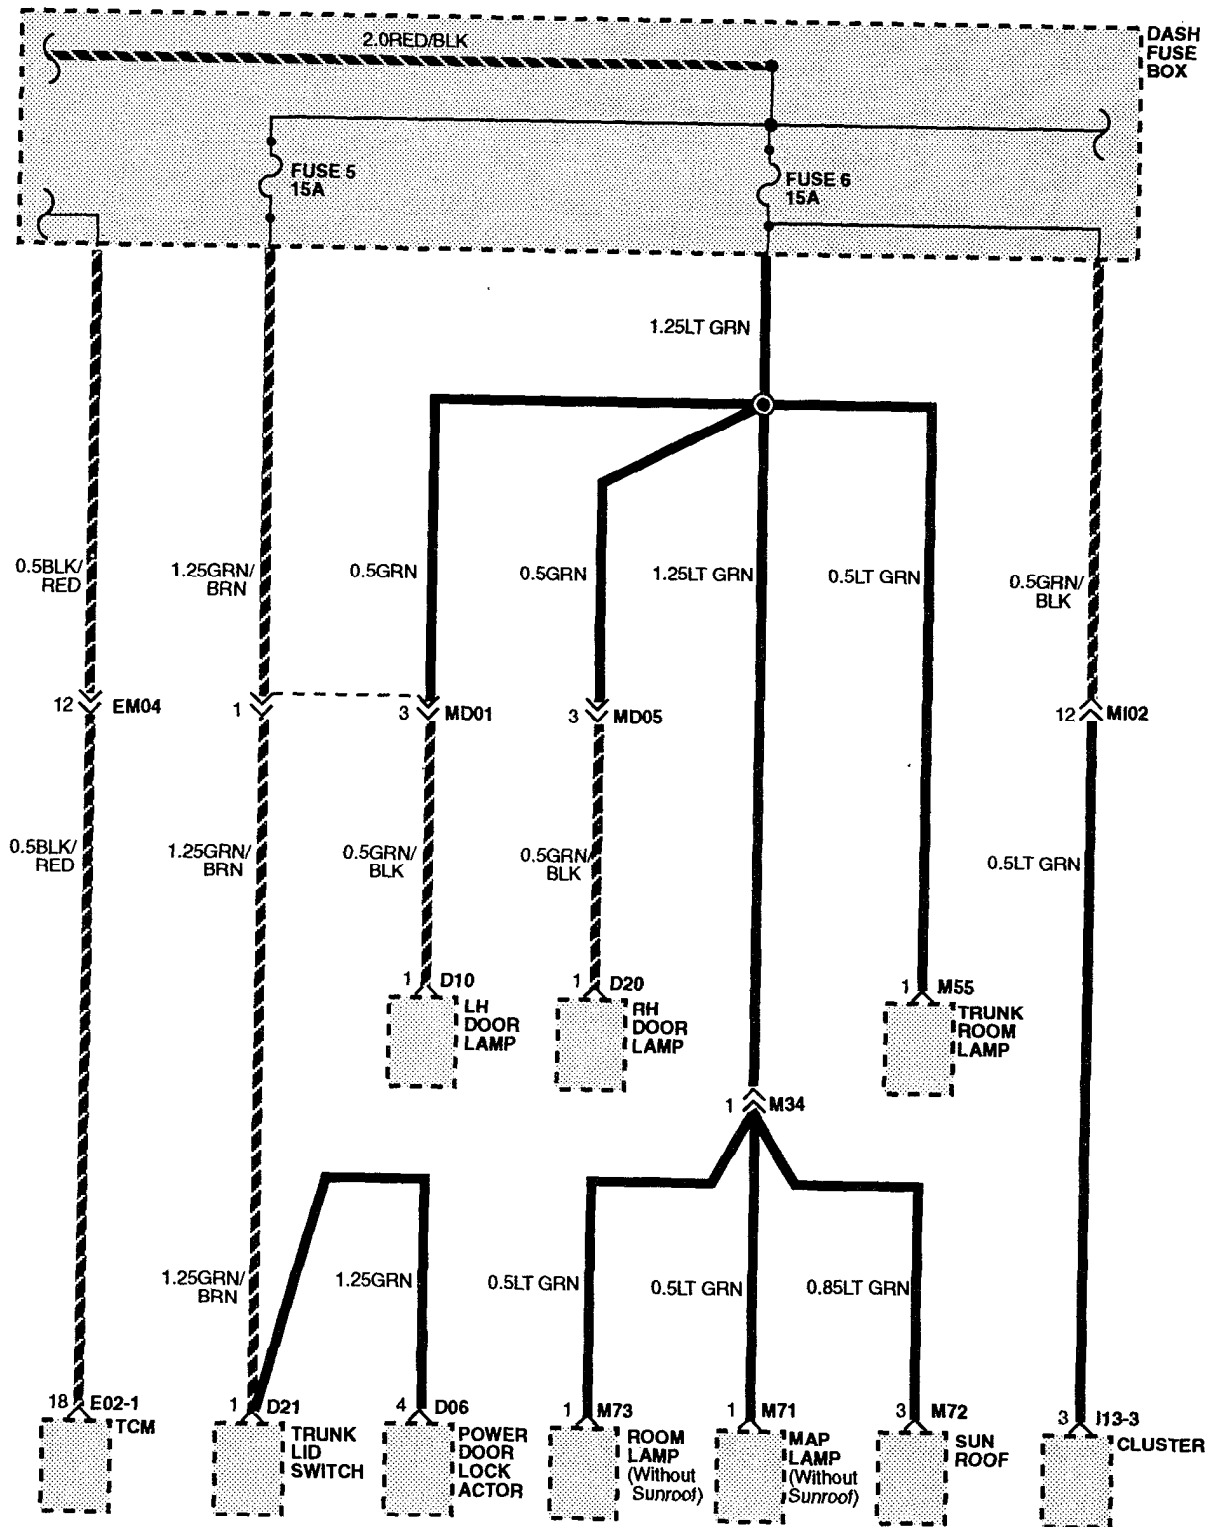 2.0RED/BLK
DASH
FUSE
BOX
FUSE 5
15A
FUSE 6
15A
1.25LT GRN
0.5BLK/
RED
1.25GRN/
BRN
0.5GRN
0.5GRN
1.25LT GRN
0.5LT GRN
0.5GRN/
BLK
12 EM04
1
3 MD01
3 MD05
12 MI02
0.5BLK/
RED
1.25GRN/
BRN
0.5GRN/
BLK
0.5GRN/
BLK
0.5LT GRN
1 D10
LH
DOOR
LAMP
1 D20
RH
DOOR
LAMP
1 M55
TRUNK
ROOM
LAMP
1 M34
1.25GRN/
BRN
1.25GRN
0.5LT GRN
0.5LT GRN
0.85LT GRN
18 E02-1
TCM
1 D21
TRUNK
LID
SWITCH
4 D06
POWER
DOOR
LOCK
ACTOR
1 M73
ROOM
LAMP
(Without
Sunroof)
1 M71
MAP
LAMP
(Without
Sunroof)
3 M72
SUN
ROOF
3 I13-3
CLUSTER